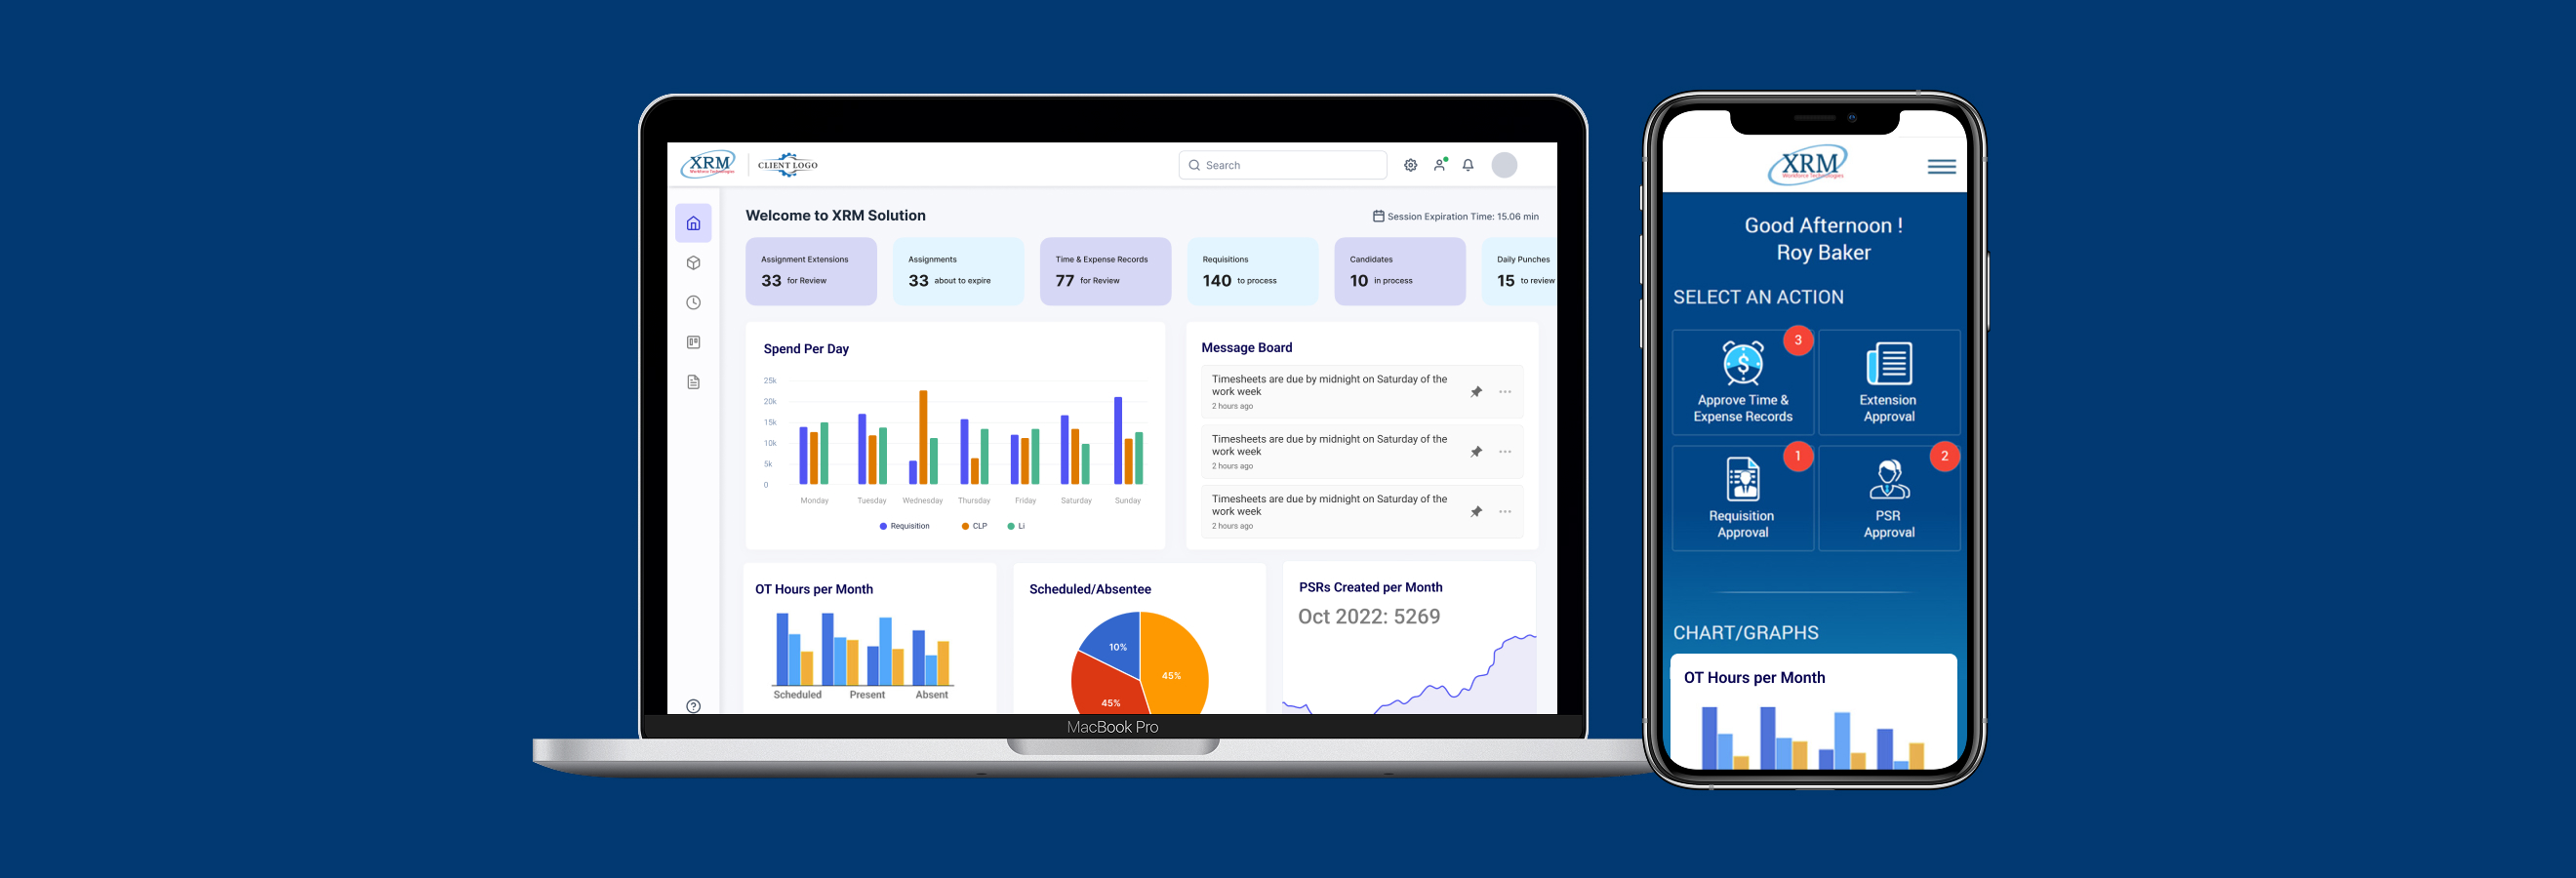 XRM
Workforce Technologies
CLIENT LOGO
Search
Welcome to XRM Solution
Session Expiration Time: 15.06 min
Assignment Extensions
33 for Review
Assignments
33 about to expire
Time & Expense Records
77 for Review
Requisitions
140 to process
Candidates
10 in process
Daily Punches
15 to review
Spend Per Day
25k
20k
15k
10k
5k
0
Monday Tuesday Wednesday Thursday Friday Saturday Sunday
Requisition CLP Li
Message Board
Timesheets are due by midnight on Saturday of the
work week
2 hours ago
Timesheets are due by midnight on Saturday of the
work week
2 hours ago
Timesheets are due by midnight on Saturday of the
work week
2 hours ago
OT Hours per Month
Scheduled Present Absent
Scheduled/Absentee
10%
45%
45%
PSRs Created per Month
Oct 2022: 5269
MacBook Pro
XRM
Workforce Technologies
Good Afternoon !
Roy Baker
SELECT AN ACTION
3
Approve Time &
Expense Records
Extension
Approval
1
Requisition
Approval
2
PSR
Approval
CHART/GRAPHS
OT Hours per Month